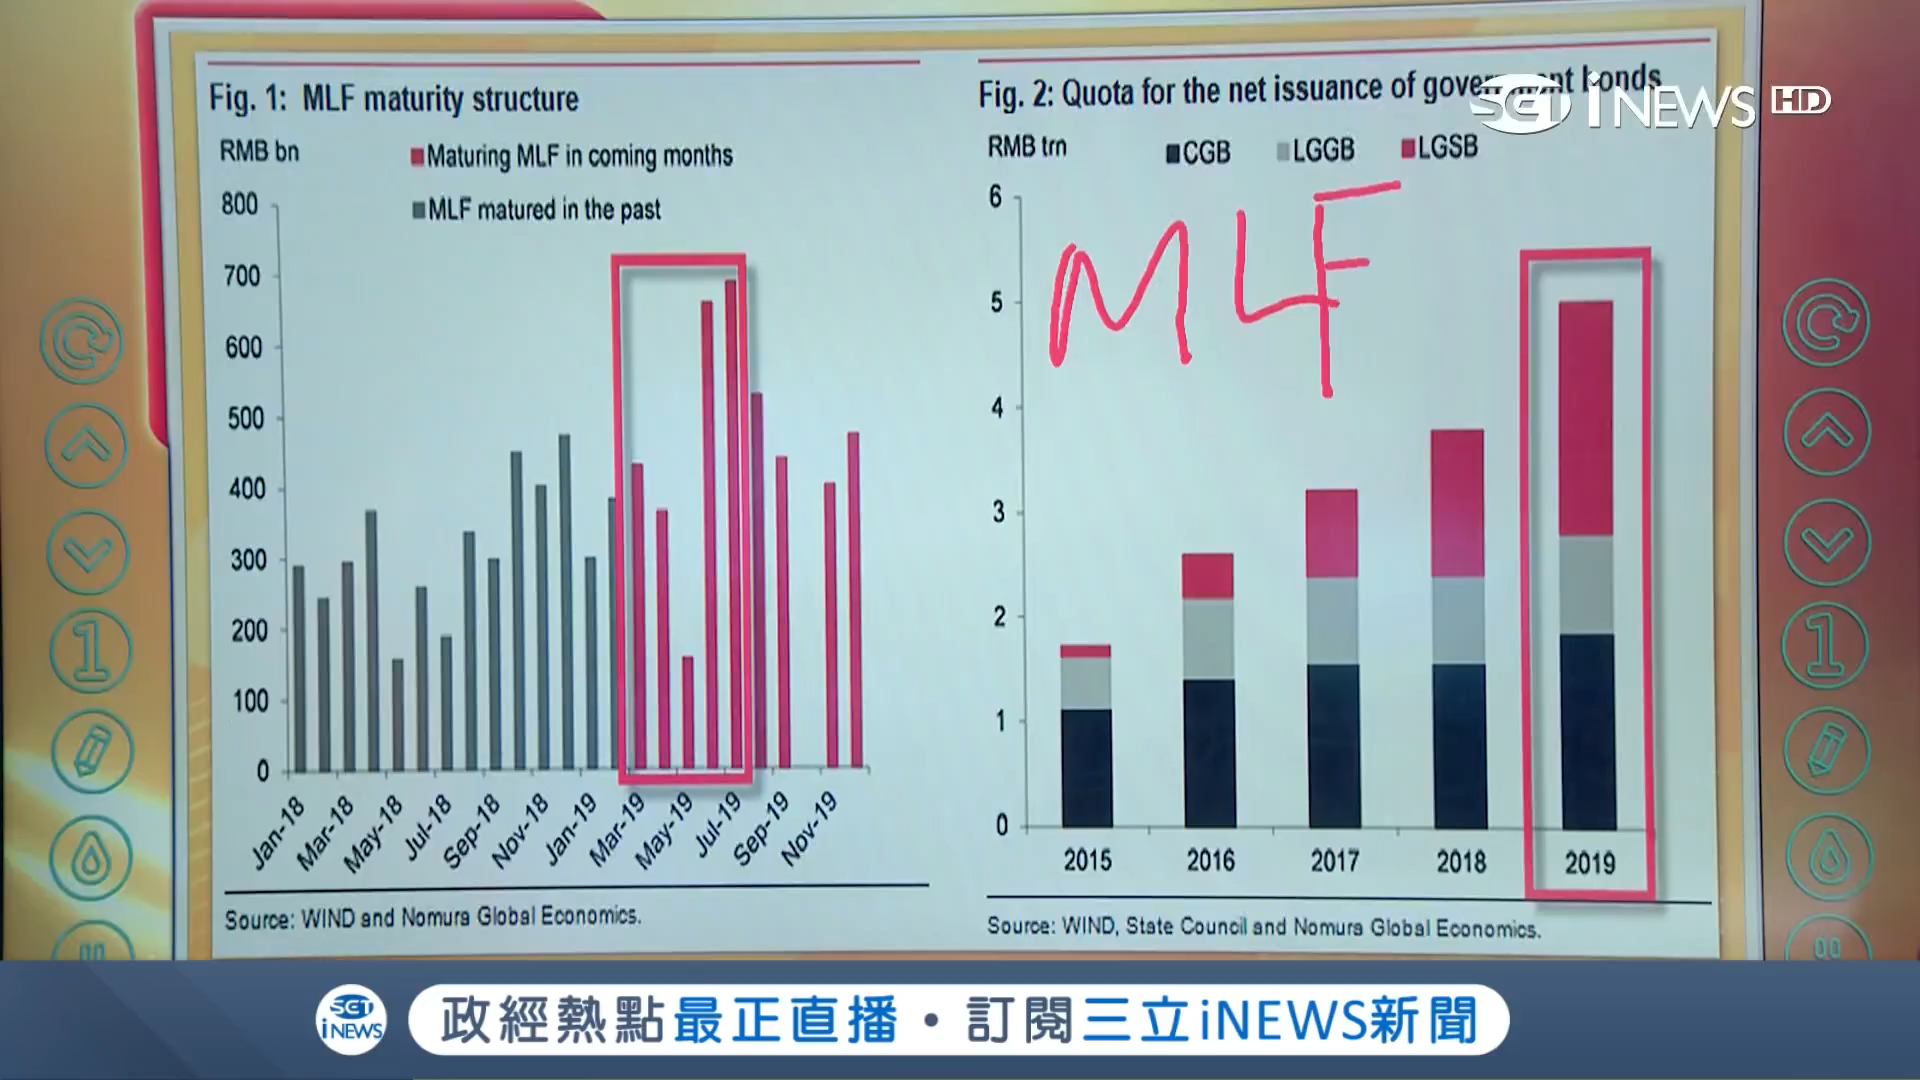 Fig. 1: MLF maturity structure
RMB bn
Maturing MLF in coming months
MLF matured in the past
800
700
600
500
400
300
200
100
0
Jan-18
Mar-18
May-18
Jul-18
Sep-18
Nov-18
Jan-19
Mar-19
May-19
Jul-19
Sep-19
Nov-19
Source: WIND and Nomura Global Economics.
Fig. 2: Quota for the net issuance of government bonds
RMB trn
CGB
LGGB
LGSB
6
5
4
3
2
1
0
MLF
2015
2016
2017
2018
2019
Source: WIND, State Council and Nomura Global Economics.
SET iNEWS HD
1
1
SET
iNEWS
政經熱點最正直播・訂閱三立iNEWS新聞